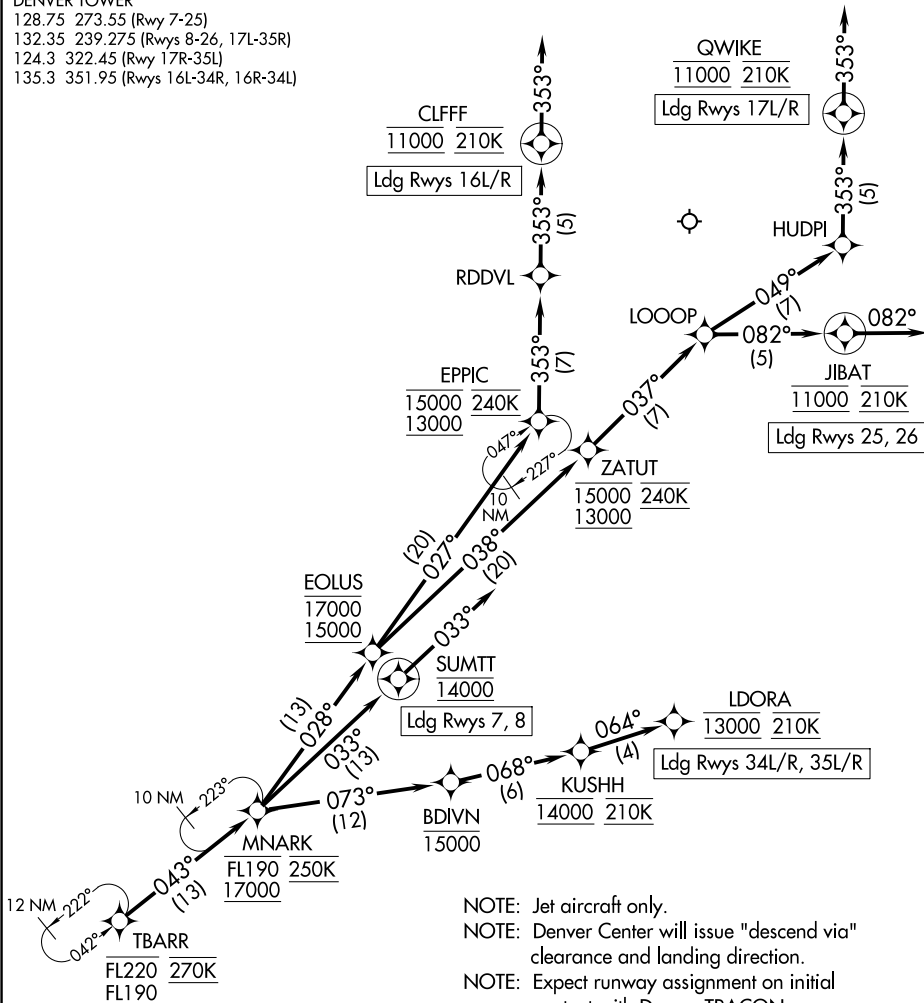 DENVER TOWER
128.75 273.55 (Rwy 7-25)
132.35 239.275 (Rwys 8-26, 17L-35R)
124.3 322.45 (Rwy 17R-35L)
135.3 351.95 (Rwys 16L-34R, 16R-34L)
353°
353°
QWIKE
11000 210K
Ldg Rwys 17L/R
CLFFF
11000 210K
Ldg Rwys 16L/R
353°
(5)
353°
(5)
HUDPI
RDDVL
049°
(7)
LOOOP
082°
(5)
082°
JIBAT
11000 210K
Ldg Rwys 25, 26
353°
(7)
EPPIC
15000 240K
13000
037°
(7)
047°
227°
10
NM
ZATUT
15000 240K
13000
(20)
027°
038°
(20)
EOLUS
17000
15000
033°
SUMTT
14000
Ldg Rwys 7, 8
(13)
028°
033°
(13)
LDORA
13000 210K
Ldg Rwys 34L/R, 35L/R
064°
(4)
068°
(6)
KUSHH
14000 210K
10 NM
223°
073°
(12)
BDIVN
15000
MNARK
FL190 250K
17000
043°
(13)
12 NM
222°
042°
TBARR
FL220 270K
FL190
NOTE: Jet aircraft only.
NOTE: Denver Center will issue "descend via"
clearance and landing direction.
NOTE: Expect runway assignment on initial